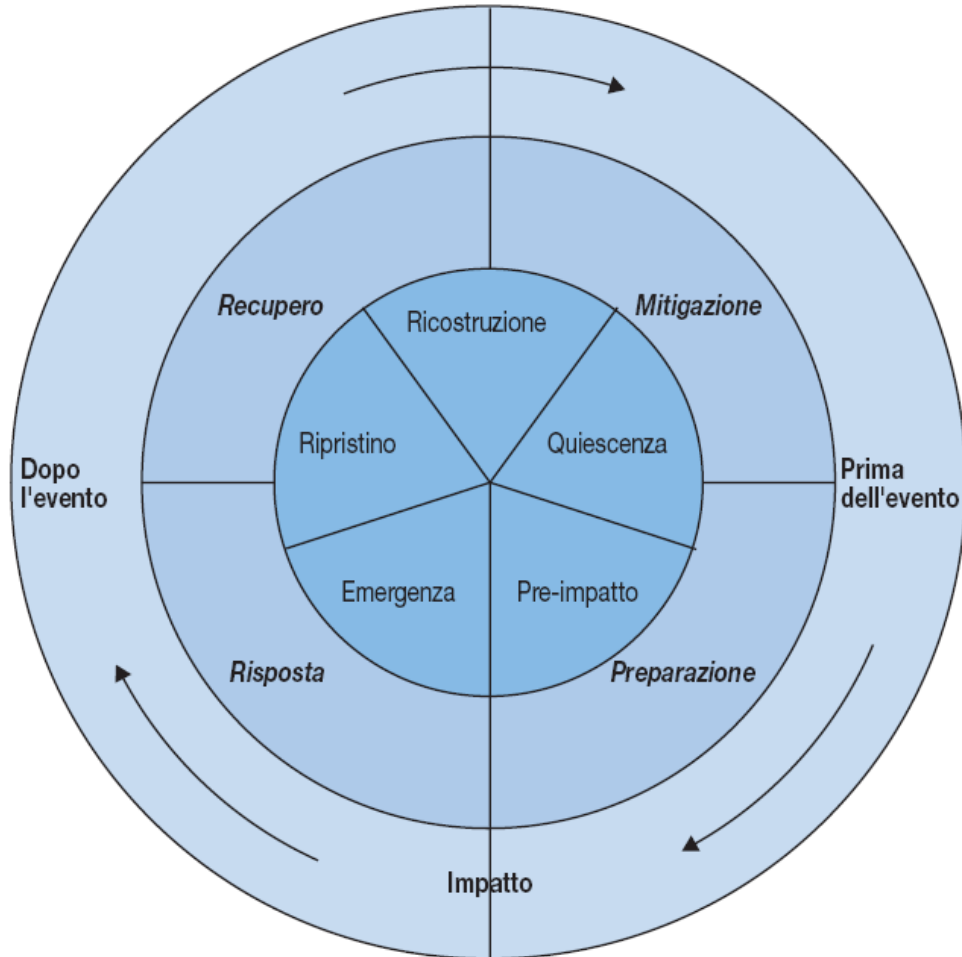 Recupero
Mitigazione
Ricostruzione
Ripristino
Quiescenza
Dopo
l'evento
Prima
dell'evento
Emergenza
Pre-impatto
Risposta
Preparazione
Impatto